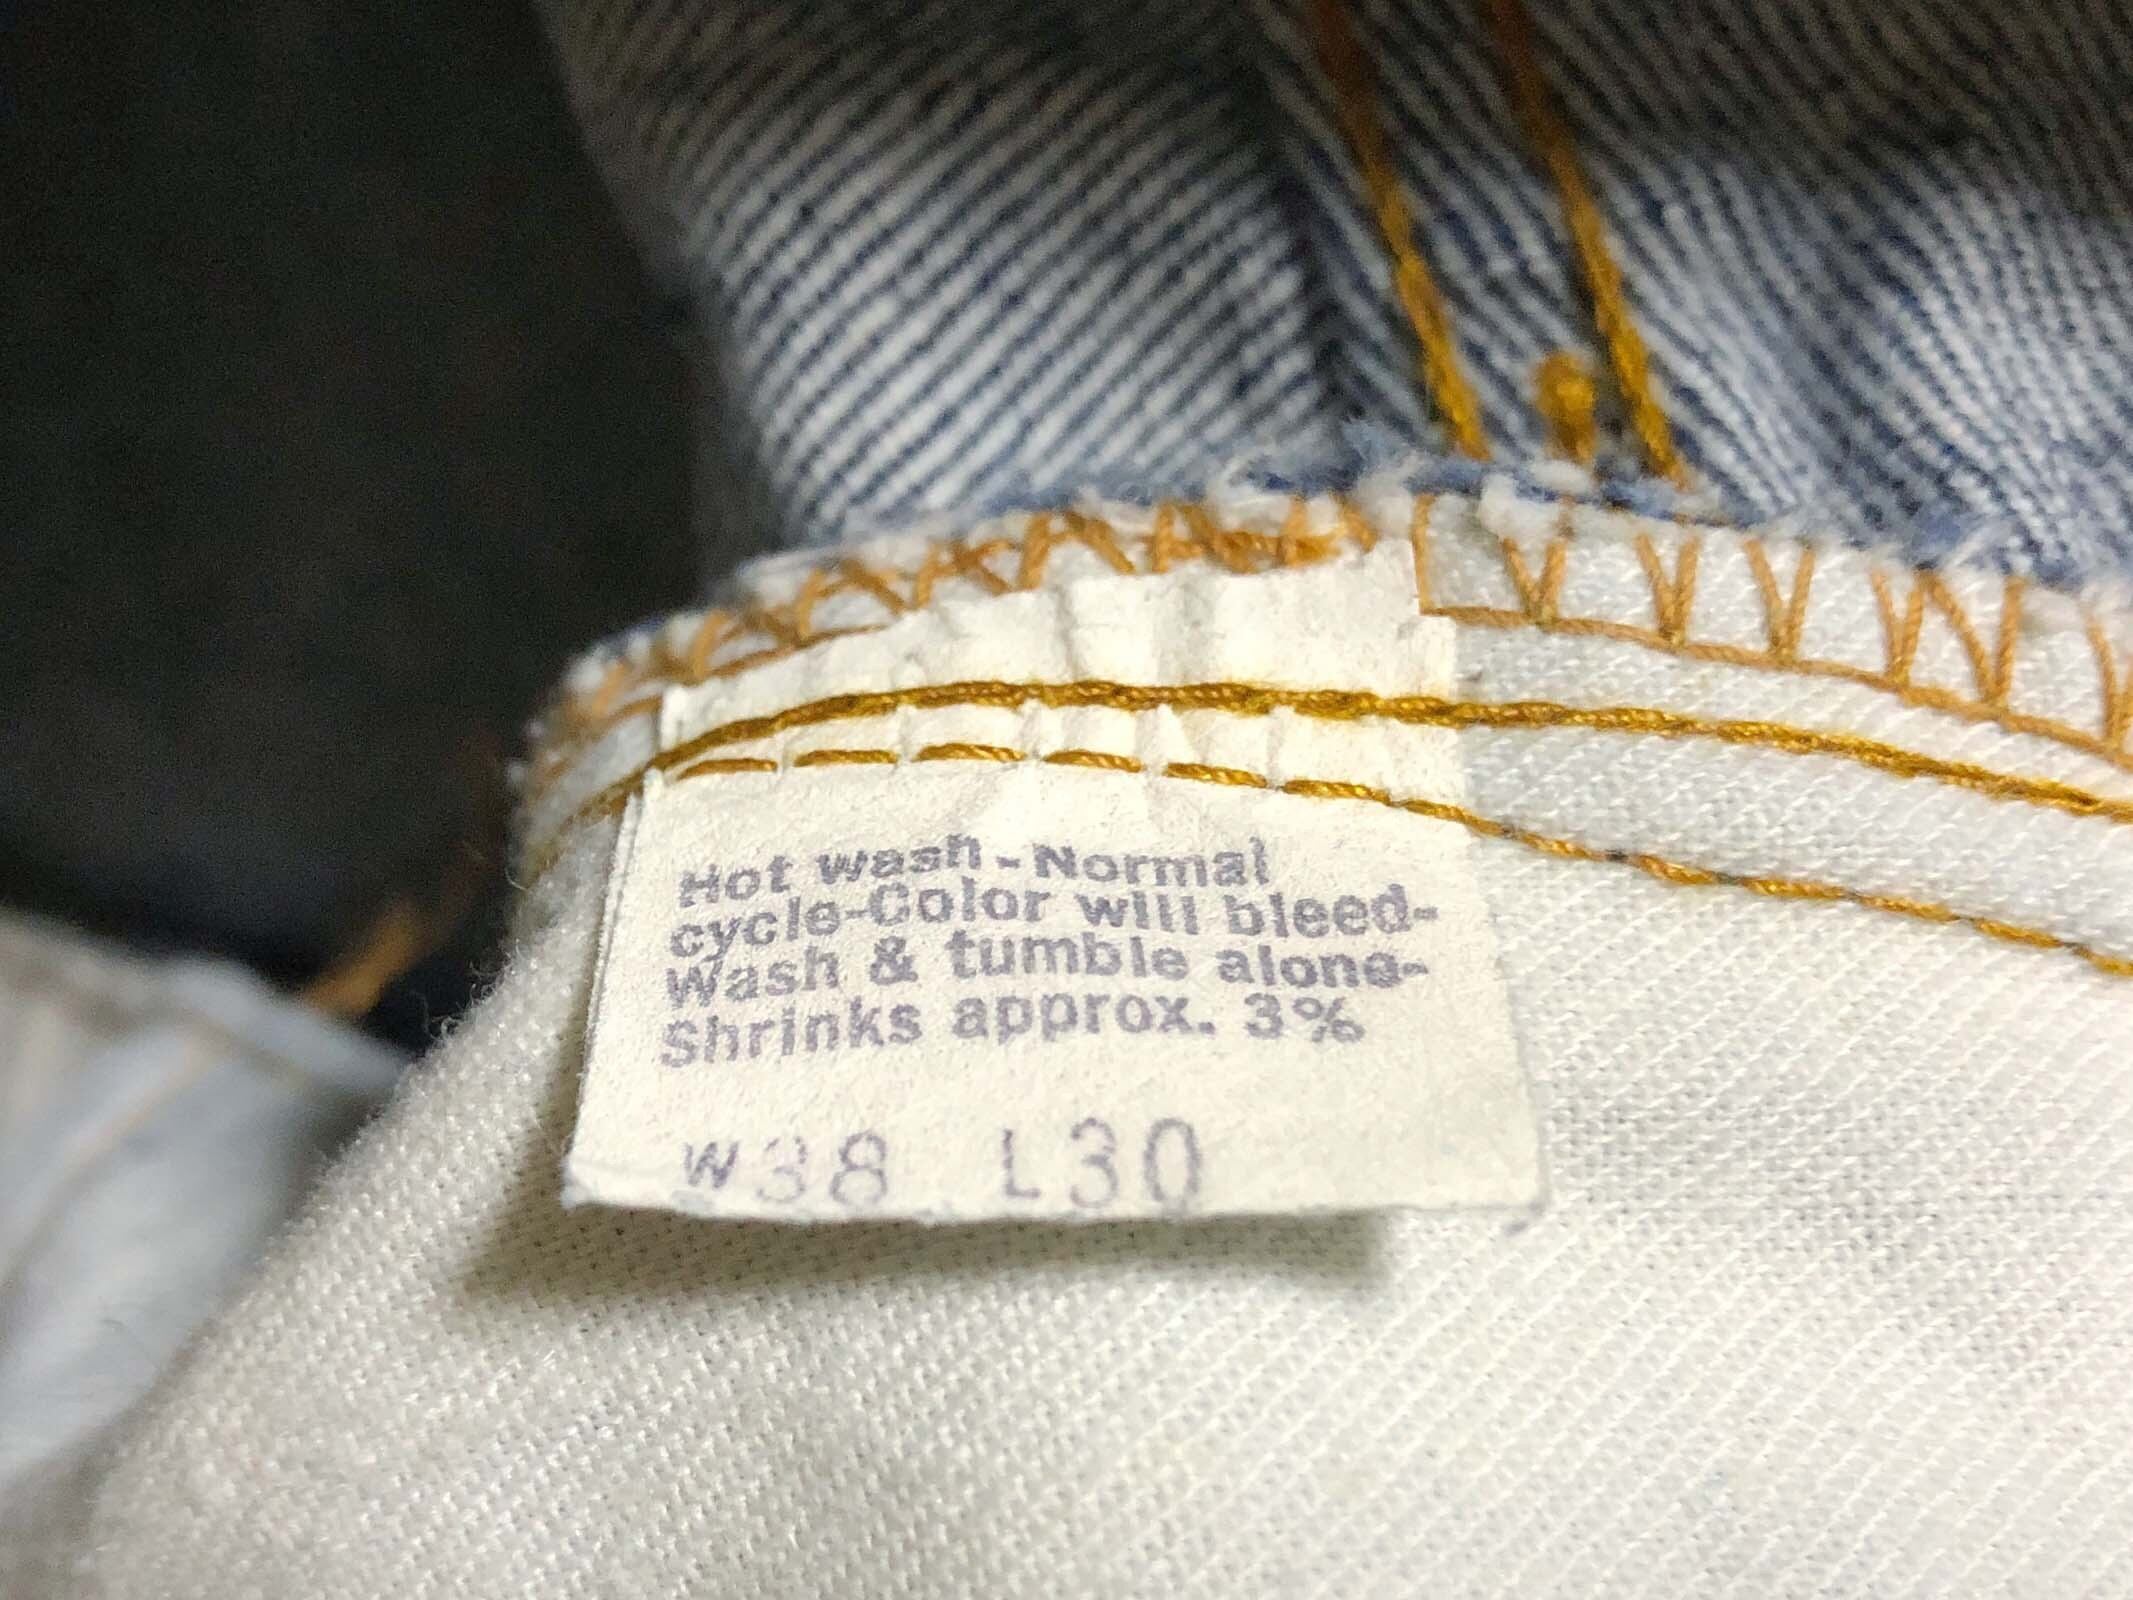 Hot wash-Normal
cycle-Color will bleed-
Wash & tumble alone-
Shrinks approx. 3%
W38 L30